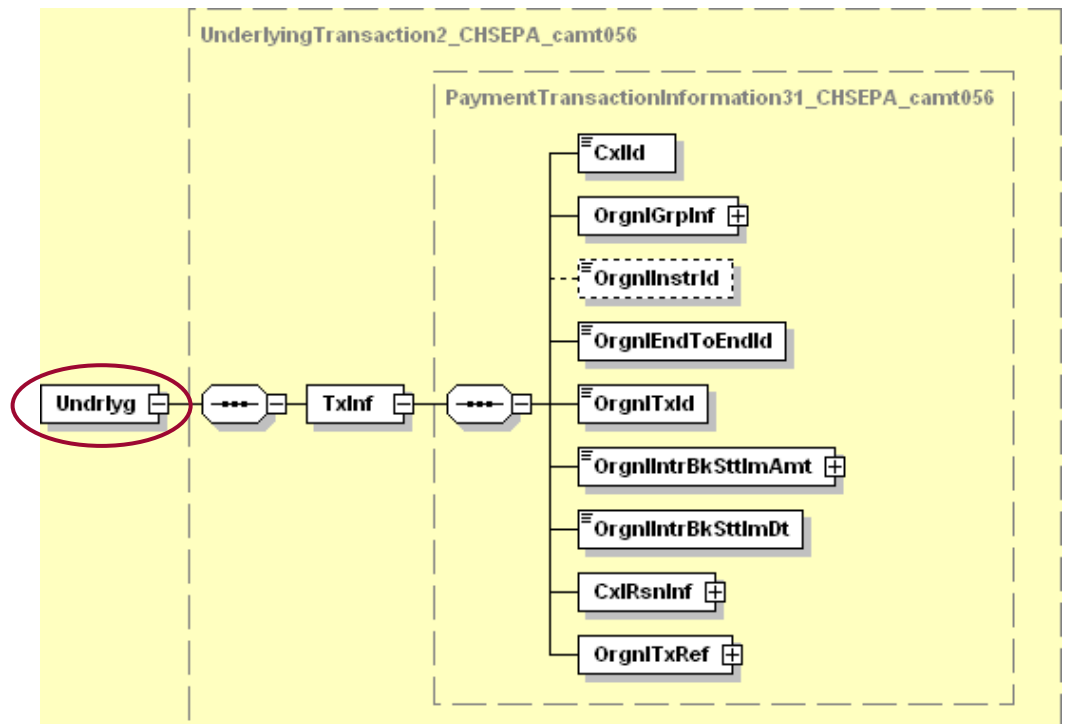 UnderlyingTransaction2_CHSEPA_camt056
PaymentTransactionInformation31_CHSEPA_camt056
CxlId
OrgnlGrpInf
OrgnlInstrId
OrgnlEndToEndId
Undrlyg
TxInf
OrgnlTxId
OrgnlIntrBkSttlmAmt
OrgnlIntrBkSttlmDt
CxlRsnInf
OrgnlTxRef